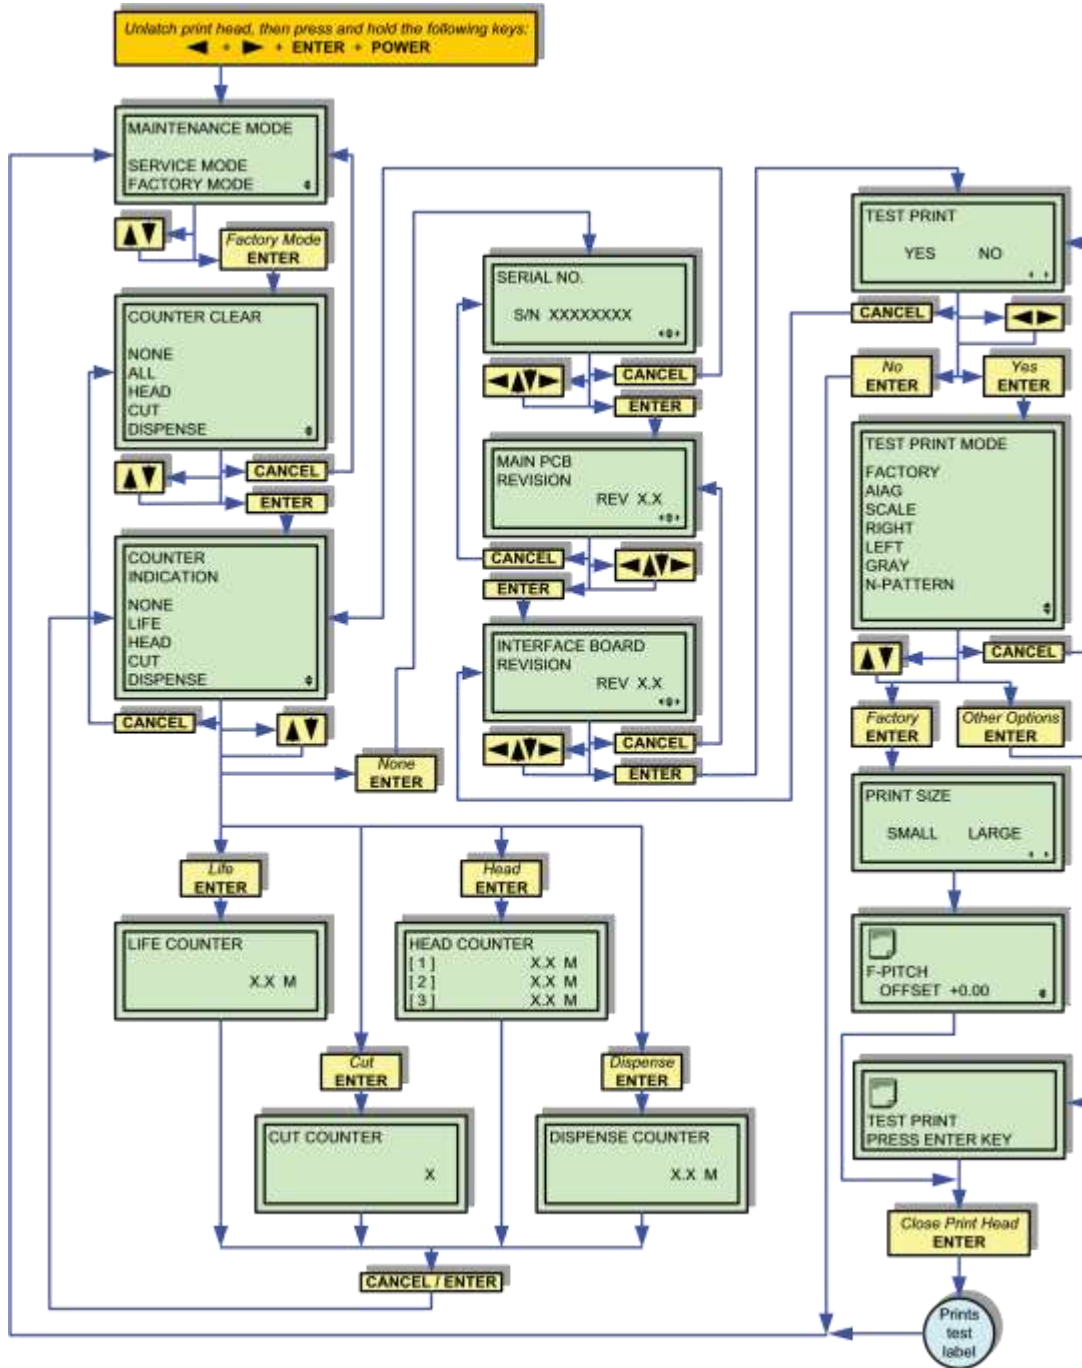 Unlatch print head, then press and hold the following keys:
◄ + ► + ENTER + POWER
MAINTENANCE MODE
SERVICE MODE
FACTORY MODE
Factory Mode
ENTER
COUNTER CLEAR
NONE
ALL
HEAD
CUT
DISPENSE
CANCEL
ENTER
COUNTER
INDICATION
NONE
LIFE
HEAD
CUT
DISPENSE
CANCEL
None
ENTER
Life
ENTER
LIFE COUNTER
X.X M
Head
ENTER
HEAD COUNTER
[1] X.X M
[2] X.X M
[3] X.X M
Cut
ENTER
CUT COUNTER
X
Dispense
ENTER
DISPENSE COUNTER
X.X M
CANCEL / ENTER
SERIAL NO.
S/N XXXXXXXX
CANCEL
ENTER
MAIN PCB
REVISION
REV X.X
CANCEL
ENTER
INTERFACE BOARD
REVISION
REV X.X
CANCEL
ENTER
TEST PRINT
YES NO
CANCEL
No
ENTER
Yes
ENTER
TEST PRINT MODE
FACTORY
AIAG
SCALE
RIGHT
LEFT
GRAY
N-PATTERN
CANCEL
Factory
ENTER
Other Options
ENTER
PRINT SIZE
SMALL LARGE
F-PITCH
OFFSET +0.00
TEST PRINT
PRESS ENTER KEY
Close Print Head
ENTER
Prints
test
label